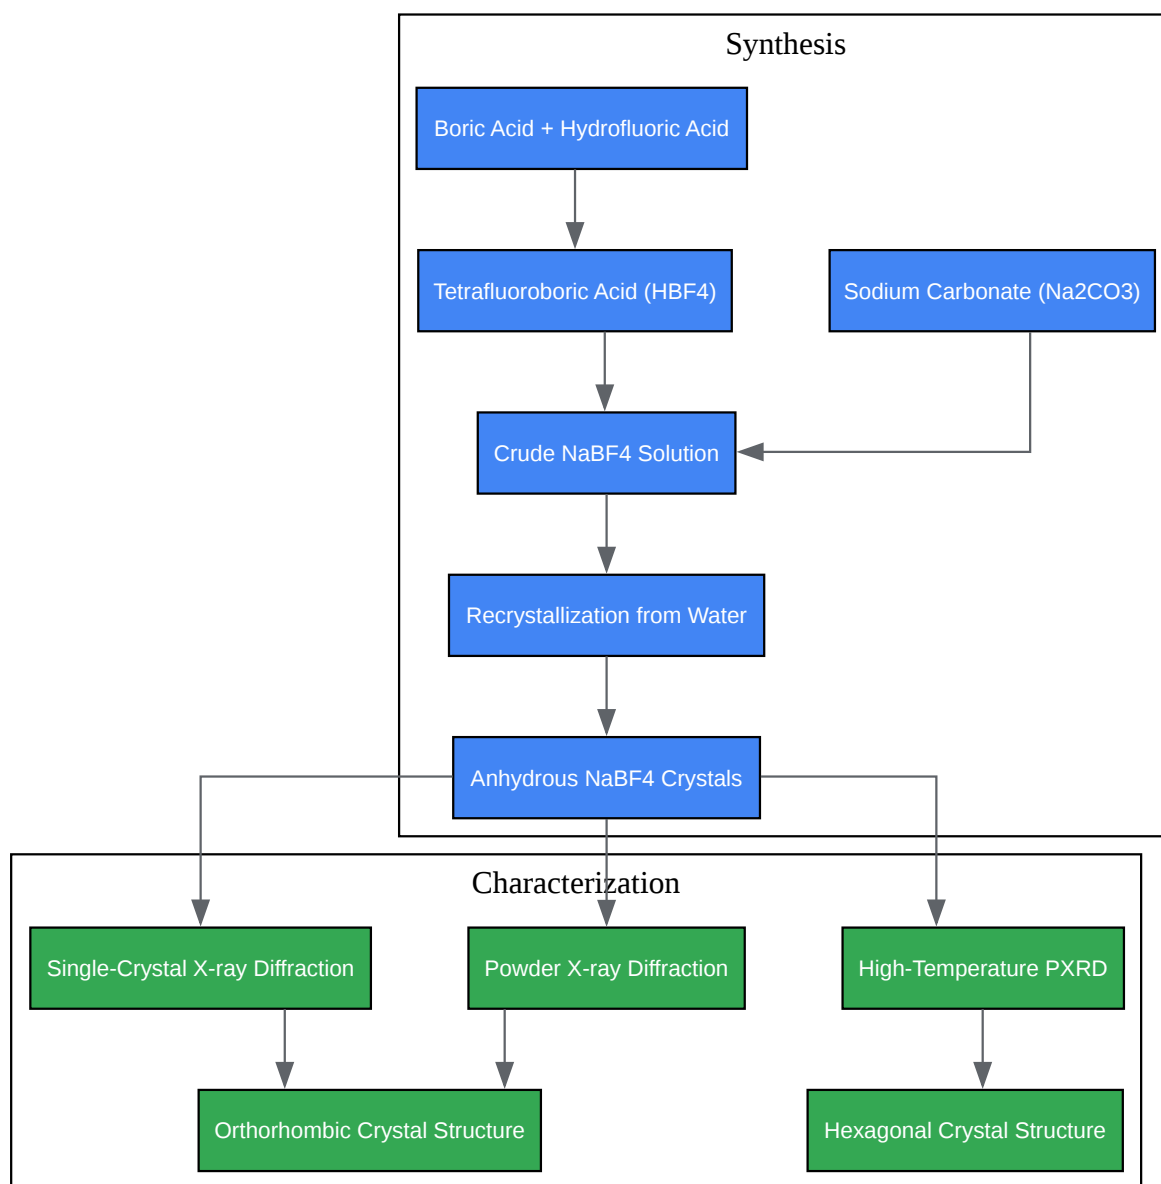 Synthesis
Boric Acid + Hydrofluoric Acid
Tetrafluoroboric Acid (HBF4)
Sodium Carbonate (Na2CO3)
Crude NaBF4 Solution
Recrystallization from Water
Anhydrous NaBF4 Crystals
Characterization
Single-Crystal X-ray Diffraction
Powder X-ray Diffraction
High-Temperature PXRD
Orthorhombic Crystal Structure
Hexagonal Crystal Structure